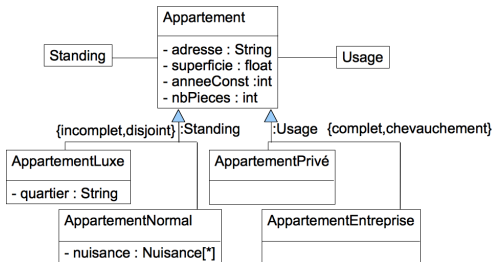 Appartement
- adresse : String
- superficie : float
- anneeConst :int
- nbPieces : int
Standing
Usage
{incomplet,disjoint} :Standing
:Usage {complet,chevauchement}
AppartementLuxe
- quartier : String
AppartementPrivé
AppartementNormal
- nuisance : Nuisance[*]
AppartementEntreprise